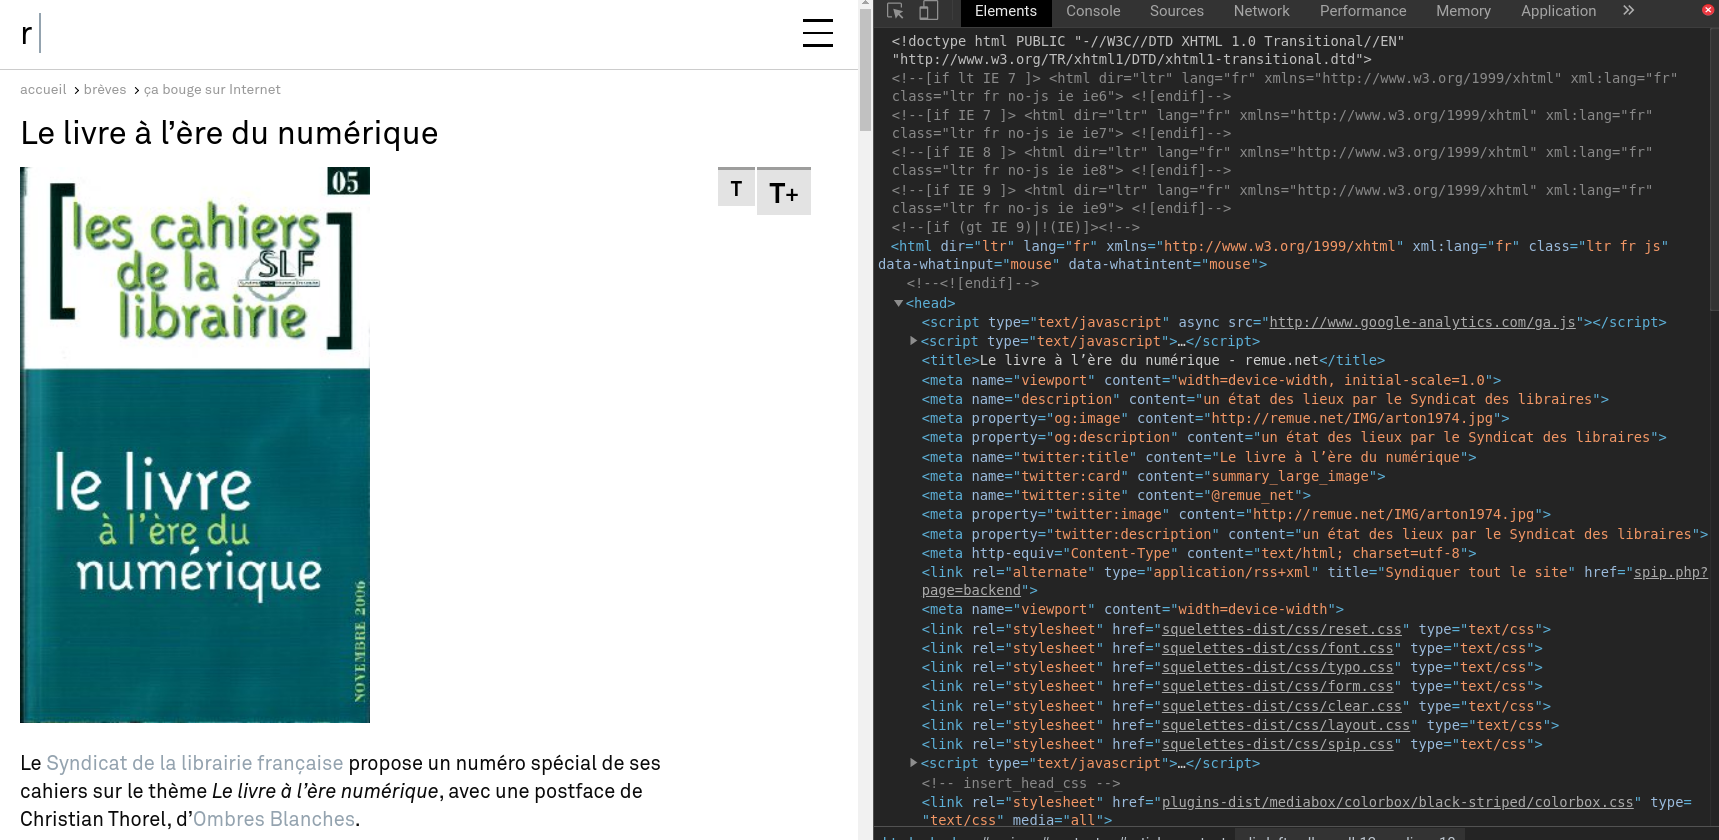 r
accueil > brèves > ça bouge sur Internet
Le livre à l’ère du numérique
T T+
05
les cahiers
de la SLF
librairie
le livre
à l'ère du
numérique
NOVEMBRE 2006
Le Syndicat de la librairie française propose un numéro spécial de ses
cahiers sur le thème Le livre à l’ère numérique, avec une postface de
Christian Thorel, d’Ombres Blanches.
Elements Console Sources Network Performance Memory Application »
<!doctype html PUBLIC "-//W3C//DTD XHTML 1.0 Transitional//EN"
"http://www.w3.org/TR/xhtml1/DTD/xhtml1-transitional.dtd">
<!--[if lt IE 7 ]> <html dir="ltr" lang="fr" xmlns="http://www.w3.org/1999/xhtml" xml:lang="fr"
class="ltr fr no-js ie ie6"> <![endif]-->
<!--[if IE 7 ]> <html dir="ltr" lang="fr" xmlns="http://www.w3.org/1999/xhtml" xml:lang="fr"
class="ltr fr no-js ie ie7"> <![endif]-->
<!--[if IE 8 ]> <html dir="ltr" lang="fr" xmlns="http://www.w3.org/1999/xhtml" xml:lang="fr"
class="ltr fr no-js ie ie8"> <![endif]-->
<!--[if IE 9 ]> <html dir="ltr" lang="fr" xmlns="http://www.w3.org/1999/xhtml" xml:lang="fr"
class="ltr fr no-js ie ie9"> <![endif]-->
<!--[if (gt IE 9)|!(IE)]><!-->
<html dir="ltr" lang="fr" xmlns="http://www.w3.org/1999/xhtml" xml:lang="fr" class="ltr fr js"
data-whatinput="mouse" data-whatintent="mouse">
<!--<![endif]-->
<head>
<script type="text/javascript" async src="http://www.google-analytics.com/ga.js"></script>
<script type="text/javascript">…</script>
<title>Le livre à l’ère du numérique - remue.net</title>
<meta name="viewport" content="width=device-width, initial-scale=1.0">
<meta name="description" content="un état des lieux par le Syndicat des libraires">
<meta property="og:image" content="http://remue.net/IMG/arton1974.jpg">
<meta property="og:description" content="un état des lieux par le Syndicat des libraires">
<meta name="twitter:title" content="Le livre à l’ère du numérique">
<meta name="twitter:card" content="summary_large_image">
<meta name="twitter:site" content="@remue_net">
<meta property="twitter:image" content="http://remue.net/IMG/arton1974.jpg">
<meta property="twitter:description" content="un état des lieux par le Syndicat des libraires">
<meta http-equiv="Content-Type" content="text/html; charset=utf-8">
<link rel="alternate" type="application/rss+xml" title="Syndiquer tout le site" href="spip.php?
page=backend">
<meta name="viewport" content="width=device-width">
<link rel="stylesheet" href="squelettes-dist/css/reset.css" type="text/css">
<link rel="stylesheet" href="squelettes-dist/css/font.css" type="text/css">
<link rel="stylesheet" href="squelettes-dist/css/typo.css" type="text/css">
<link rel="stylesheet" href="squelettes-dist/css/form.css" type="text/css">
<link rel="stylesheet" href="squelettes-dist/css/clear.css" type="text/css">
<link rel="stylesheet" href="squelettes-dist/css/layout.css" type="text/css">
<link rel="stylesheet" href="squelettes-dist/css/spip.css" type="text/css">
<script type="text/javascript">…</script>
<!-- insert_head_css -->
<link rel="stylesheet" href="plugins-dist/mediabox/colorbox/black-striped/colorbox.css" type=
"text/css" media="all">